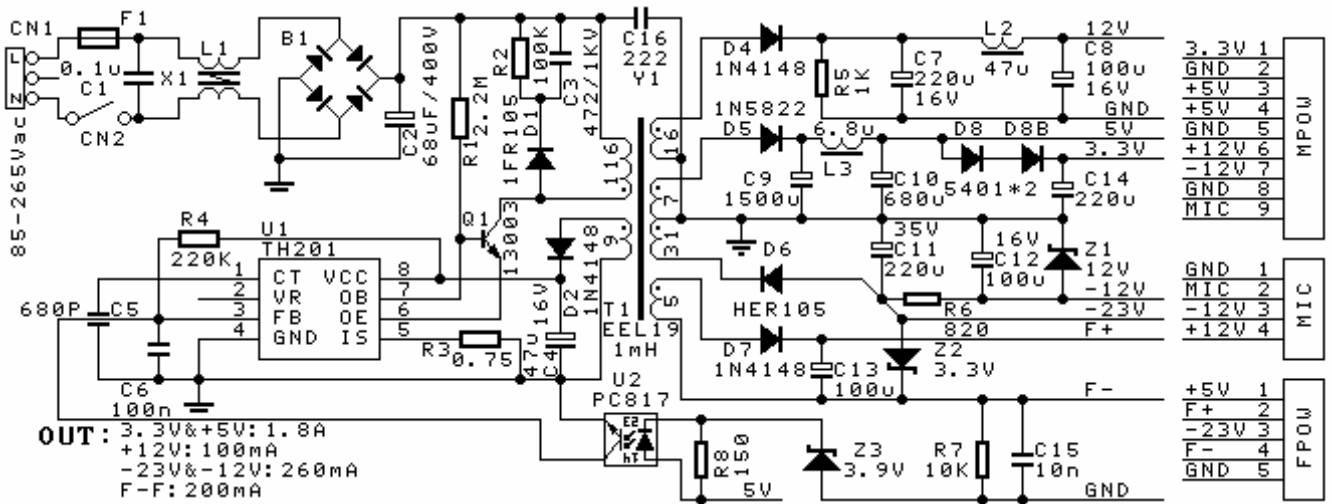 CN1
F1
L
N
85-265Vac
0.1u
C1
CN2
X1
L1
B1
C2
68uF/400V
R1
2.2M
R2
100K
C3
472/1KV
D1
1FR105
C16
222
Y1
116
9
16
7
31
5
T1
EEL19
1mH
D4
1N4148
R5
1K
C7
220u
16V
L2
47u
12V
C8
100u
16V
GND
1N5822
D5
6.8u
L3
C9
1500u
C10
680u
D8
D8B
5401*2
5V
3.3V
C14
220u
35V
C11
220u
16V
C12
100u
Z1
12V
D6
HER105
R6
820
-12V
-23V
F+
D7
1N4148
C13
100u
Z2
3.3V
F-
R4
220K
U1
TH201
1 CT VCC 8
2 VR OB 7
3 FB OE 6
4 GND IS 5
680P
C5
C6
100n
Q1
13003
R3
0.75
D2
1N4148
47u 16V
C4
U2
PC817
23
14
R8
150
5V
Z3
3.9V
R7
10K
C15
10n
GND
OUT: 3.3V&+5V: 1.8A
+12V: 100mA
-23V&-12V: 260mA
F-F: 200mA
3.3V 1
GND 2
+5V 3
+5V 4
GND 5
+12V 6
-12V 7
GND 8
MIC 9
MPOW
GND 1
MIC 2
-12V 3
+12V 4
MIC
+5V 1
F+ 2
-23V 3
F- 4
GND 5
FPOW